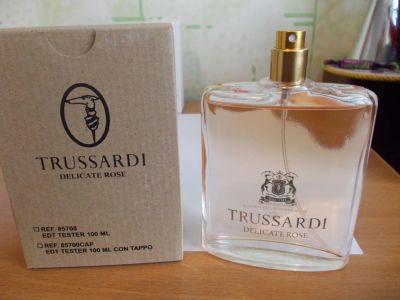 TRUSSARDI
DELICATE ROSE
REF. 85700
EDT TESTER 100 ML
REF. 85700CAP
EDT TESTER 100 ML CON TAPPO
TRUSSARDI
DELICATE ROSE